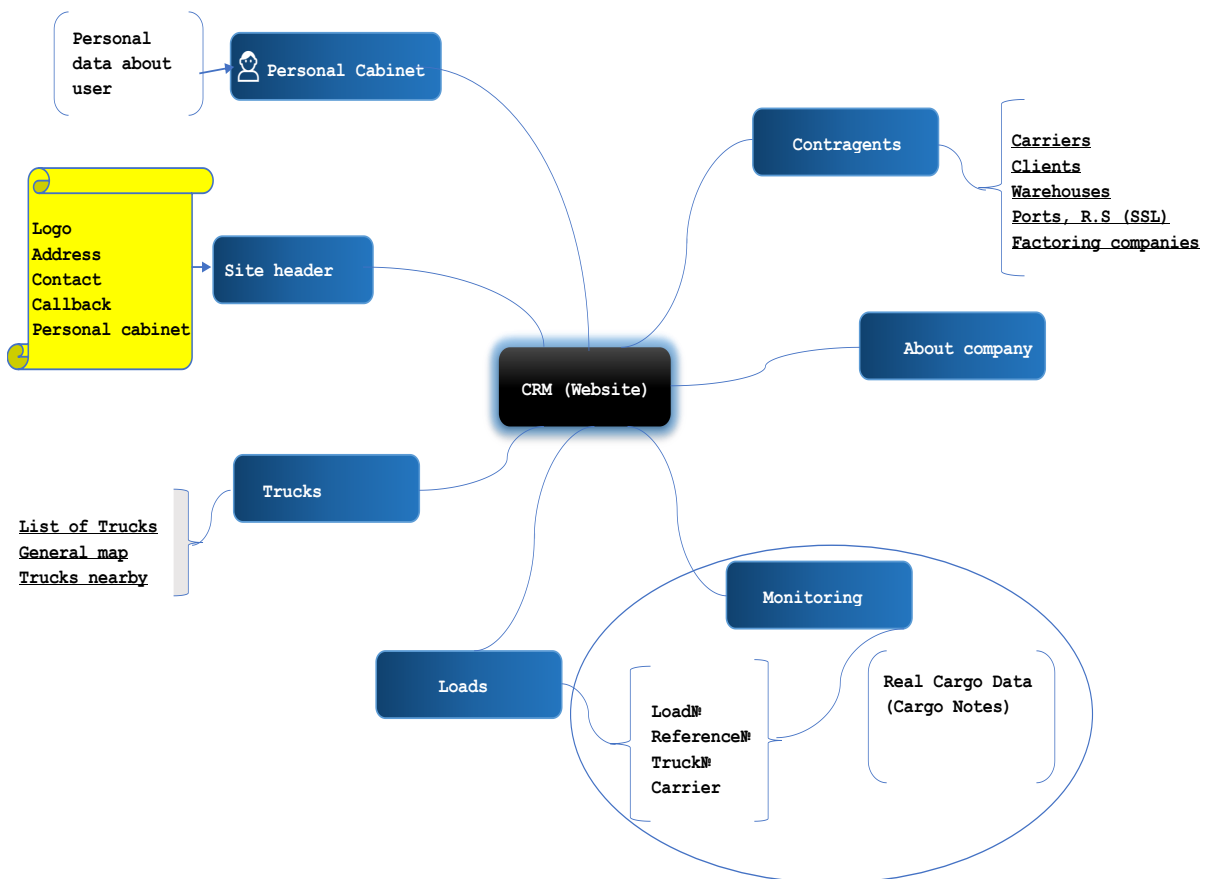 Personal
data about
user
Personal Cabinet
Contragents
Carriers
Clients
Warehouses
Ports, R.S (SSL)
Factoring companies
Logo
Address
Contact
Callback
Personal cabinet
Site header
About company
CRM (Website)
Trucks
List of Trucks
General map
Trucks nearby
Monitoring
Loads
Load№
Reference№
Truck№
Carrier
Real Cargo Data
(Cargo Notes)